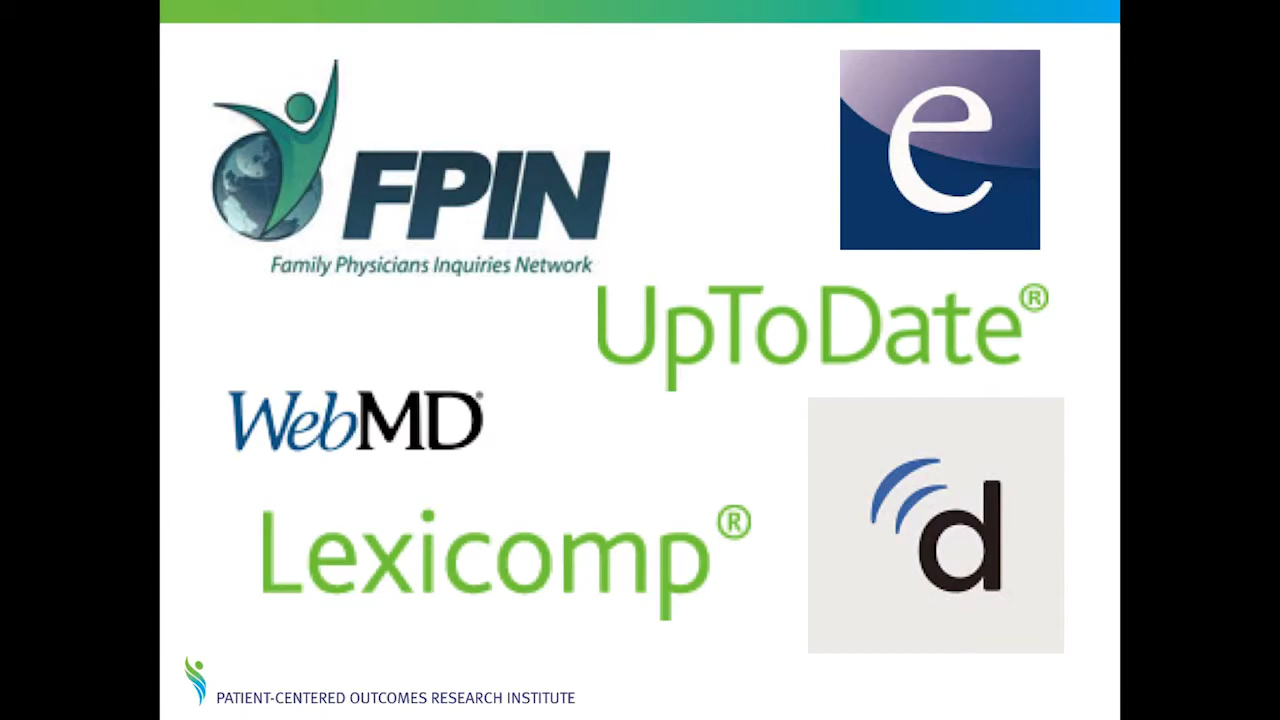 FPIN
Family Physicians Inquiries Network
e
UpToDate®
WebMD®
Lexicomp®
d
PATIENT-CENTERED OUTCOMES RESEARCH INSTITUTE